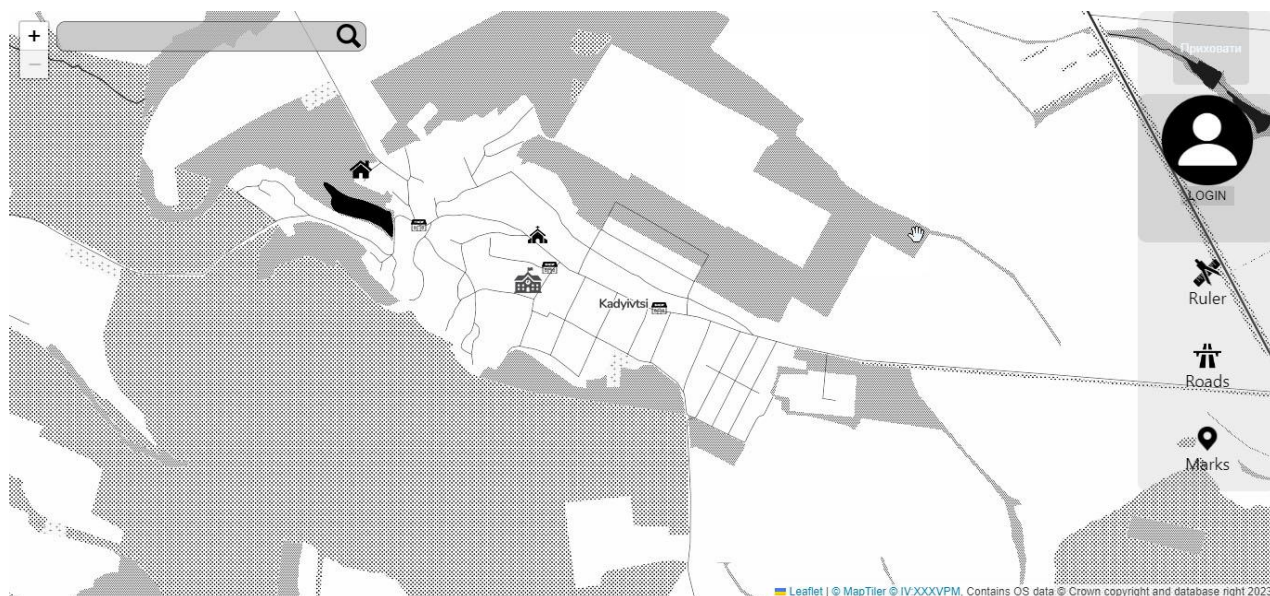 +
Приховати
−
LOGIN
Ruler
Kadyivtsi
Roads
Marks
Leaflet | © MapTiler © IV:XXXVPM, Contains OS data © Crown copyright and database right 2023